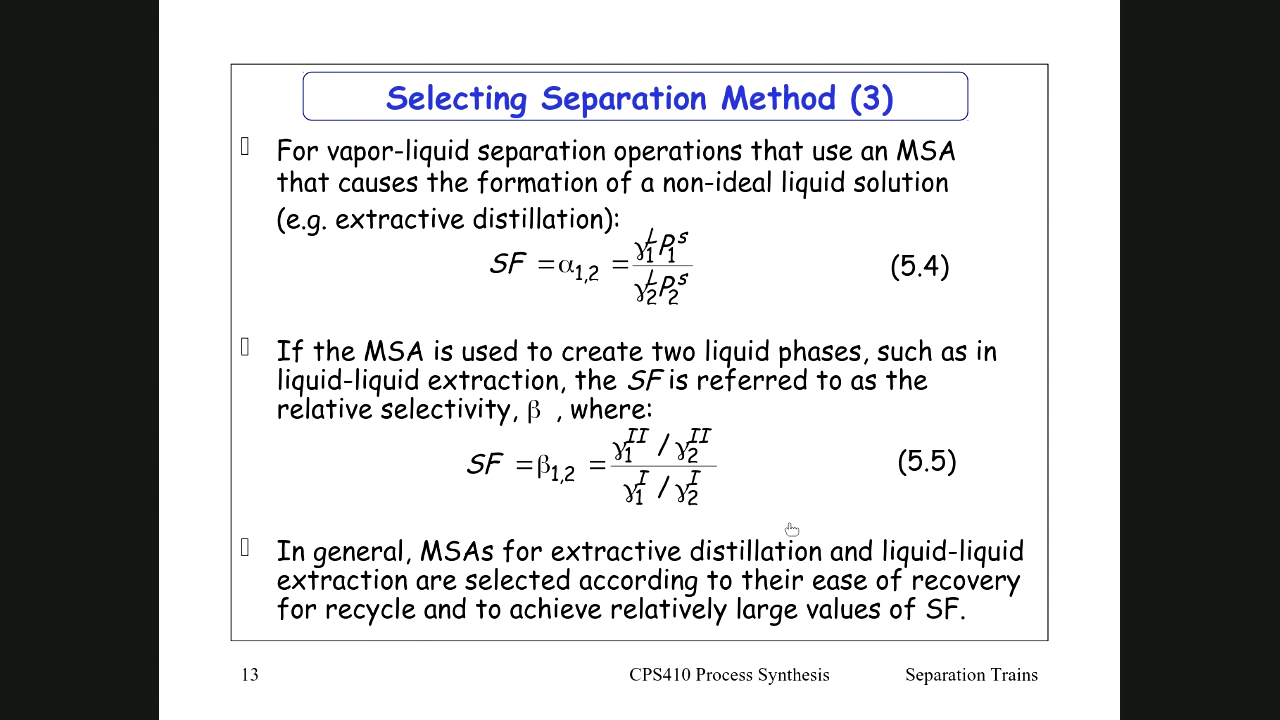 Selecting Separation Method (3)
For vapor-liquid separation operations that use an MSA
that causes the formation of a non-ideal liquid solution
(e.g. extractive distillation):
SF = α₁,₂ = γ₁ᴸP₁ˢ / γ₂ᴸP₂ˢ (5.4)
If the MSA is used to create two liquid phases, such as in
liquid-liquid extraction, the SF is referred to as the
relative selectivity, β , where:
SF = β₁,₂ = (γ₁ᴵᴵ / γ₂ᴵᴵ) / (γ₁ᴵ / γ₂ᴵ) (5.5)
In general, MSAs for extractive distillation and liquid-liquid
extraction are selected according to their ease of recovery
for recycle and to achieve relatively large values of SF.
13 CPS410 Process Synthesis Separation Trains